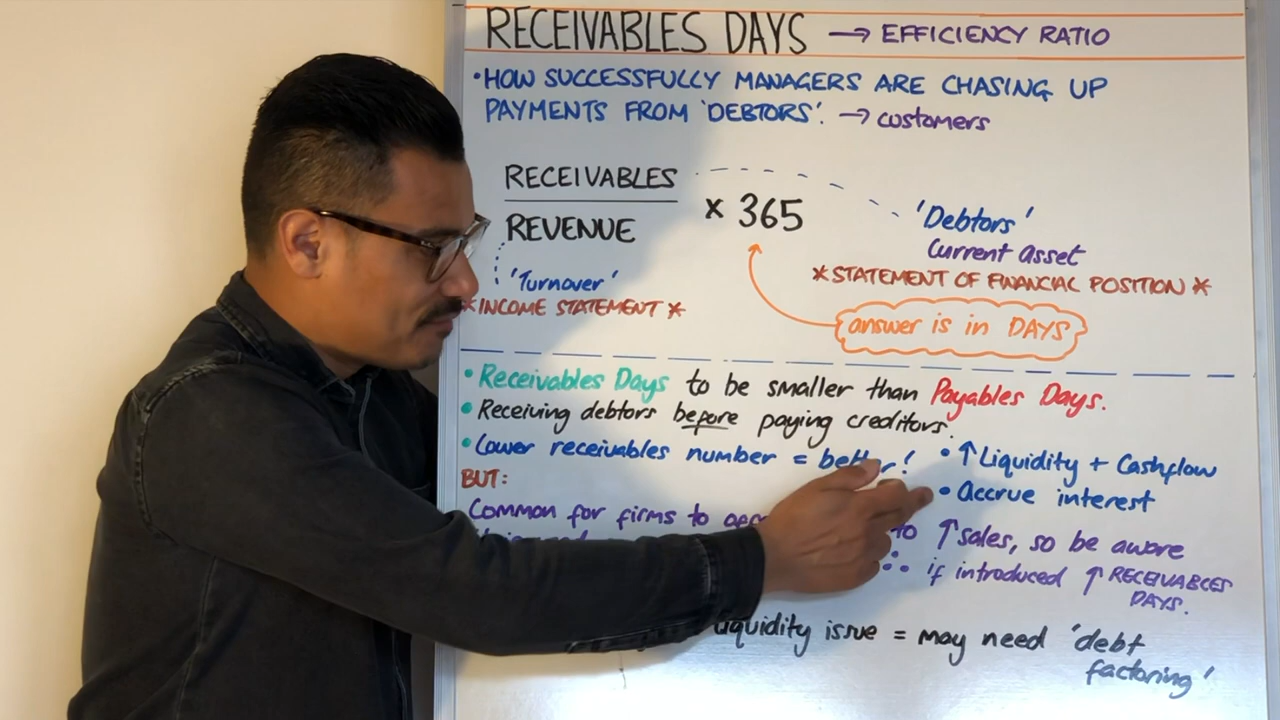 RECEIVABLES DAYS → EFFICIENCY RATIO
• HOW SUCCESSFULLY MANAGERS ARE CHASING UP
PAYMENTS FROM 'DEBTORS'. → customers
RECEIVABLES
REVENUE
× 365
'Turnover'
*INCOME STATEMENT*
'Debtors'
Current Asset
*STATEMENT OF FINANCIAL POSITION*
answer is in DAYS
• Receivables Days to be smaller than Payables Days.
• Receiving debtors before paying creditors.
• Lower receivables number = better!
• ↑ Liquidity + Cashflow
• Accrue interest
BUT:
Common for firms to to ↑ sales, so be aware
∴ if introduced ↑ RECEIVABLES
DAYS.
liquidity issue = may need 'debt
factoring'